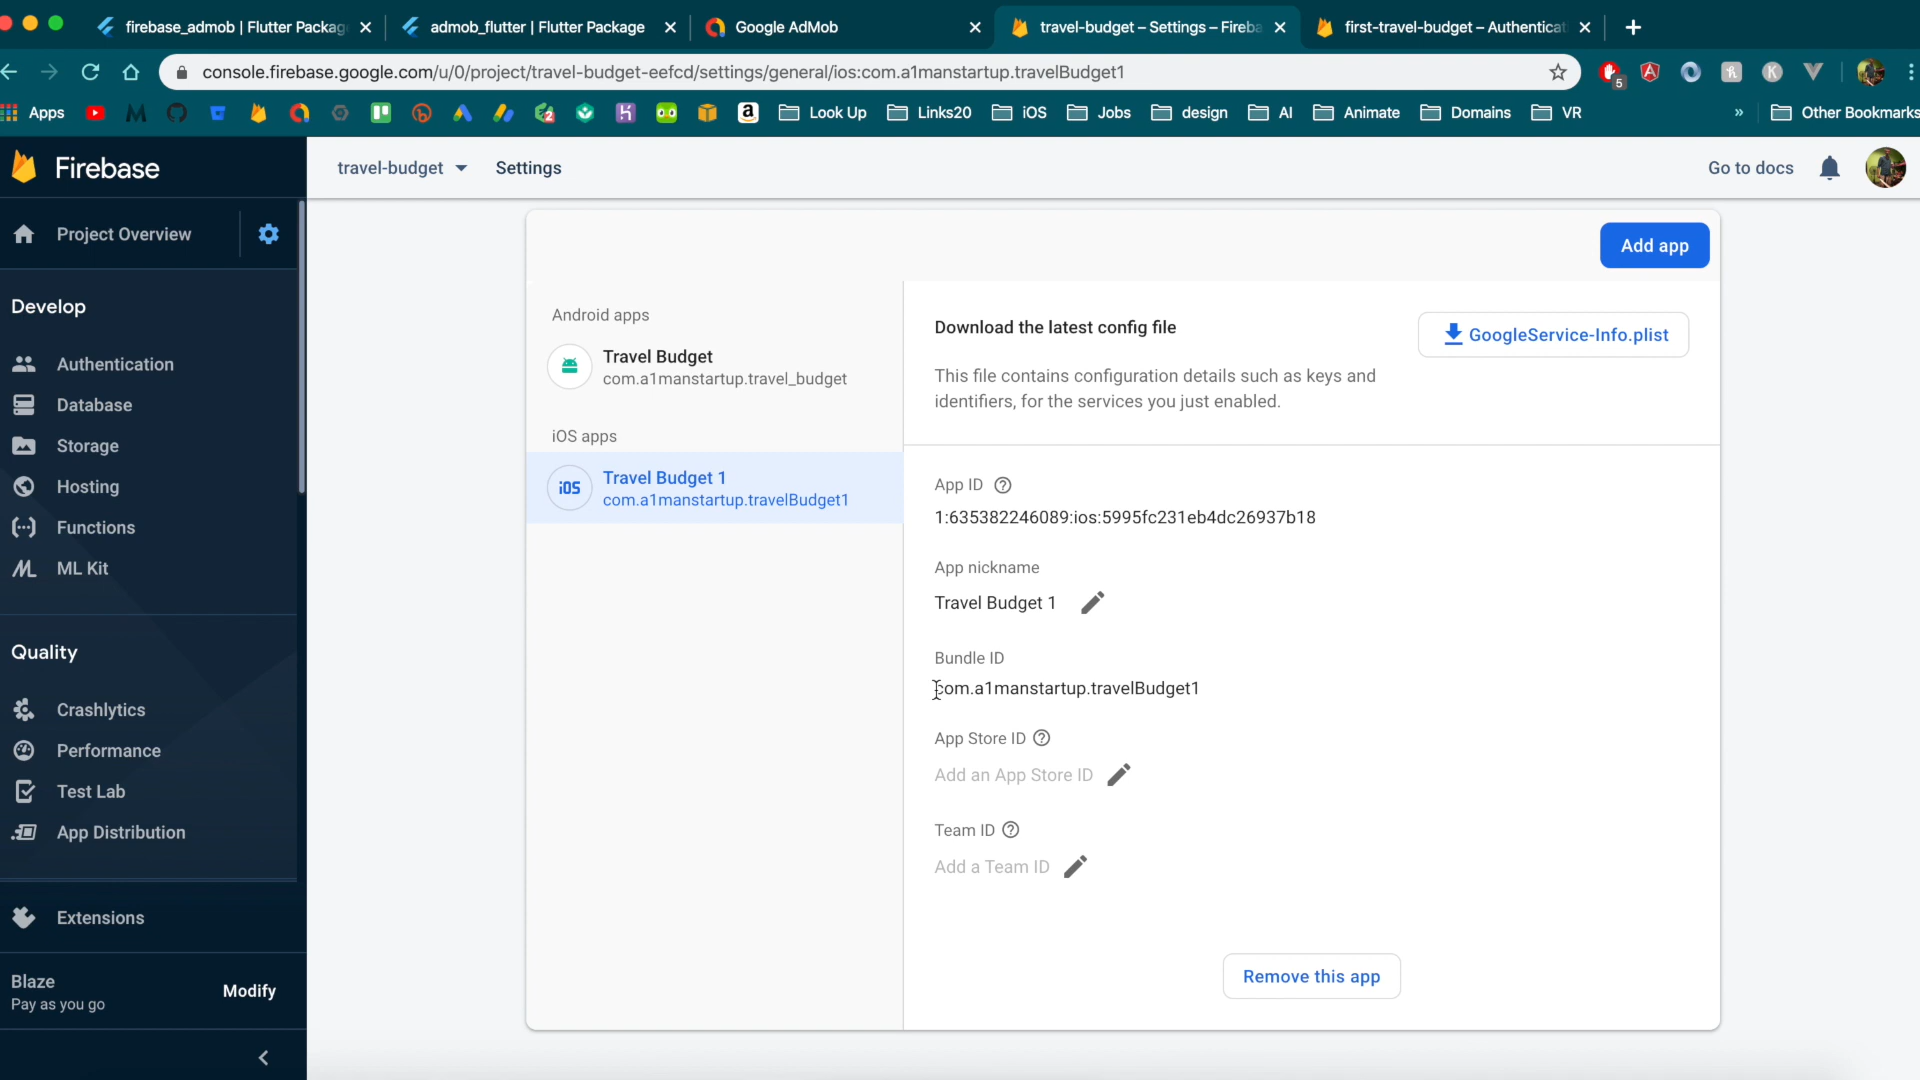 firebase_admob | Flutter Packag
admob_flutter | Flutter Package
Google AdMob
travel-budget – Settings – Fireba
first-travel-budget – Authenticat
console.firebase.google.com/u/0/project/travel-budget-eefcd/settings/general/ios:com.a1manstartup.travelBudget1
5
Apps
Look Up
Links20
iOS
Jobs
design
AI
Animate
Domains
VR
»
Other Bookmarks
Firebase
travel-budget
Settings
Go to docs
Project Overview
Add app
Develop
Authentication
Database
Storage
Hosting
Functions
ML Kit
Quality
Crashlytics
Performance
Test Lab
App Distribution
Extensions
Blaze
Pay as you go
Modify
Android apps
Travel Budget
com.a1manstartup.travel_budget
iOS apps
iOS
Travel Budget 1
com.a1manstartup.travelBudget1
Download the latest config file
GoogleService-Info.plist
This file contains configuration details such as keys and
identifiers, for the services you just enabled.
App ID
1:635382246089:ios:5995fc231eb4dc26937b18
App nickname
Travel Budget 1
Bundle ID
com.a1manstartup.travelBudget1
App Store ID
Add an App Store ID
Team ID
Add a Team ID
Remove this app